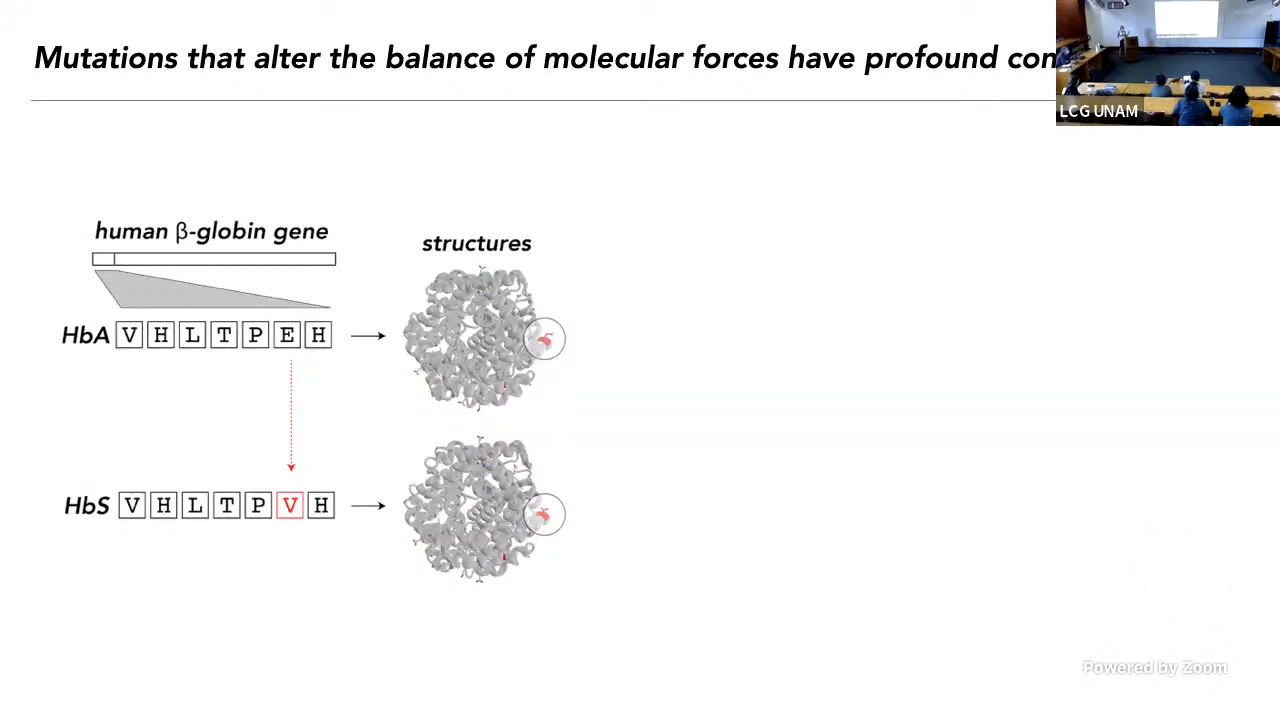 Mutations that alter the balance of molecular forces have profound con
LCG UNAM
human β-globin gene
structures
HbA V H L T P E H
HbS V H L T P V H
Powered by Zoom